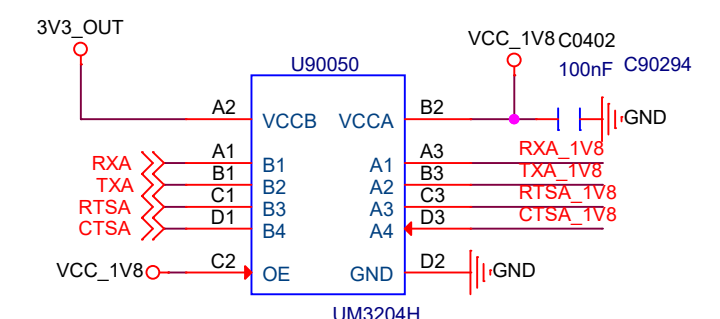 3V3_OUT
VCC_1V8 C0402
U90050
100nF C90294
A2 VCCB VCCA B2
GND
RXA A1 B1 A1 A3 RXA_1V8
TXA B1 B2 A2 B3 TXA_1V8
RTSA C1 B3 A3 C3 RTSA_1V8
CTSA D1 B4 A4 D3 CTSA_1V8
VCC_1V8 C2 OE GND D2 GND
UM3204H